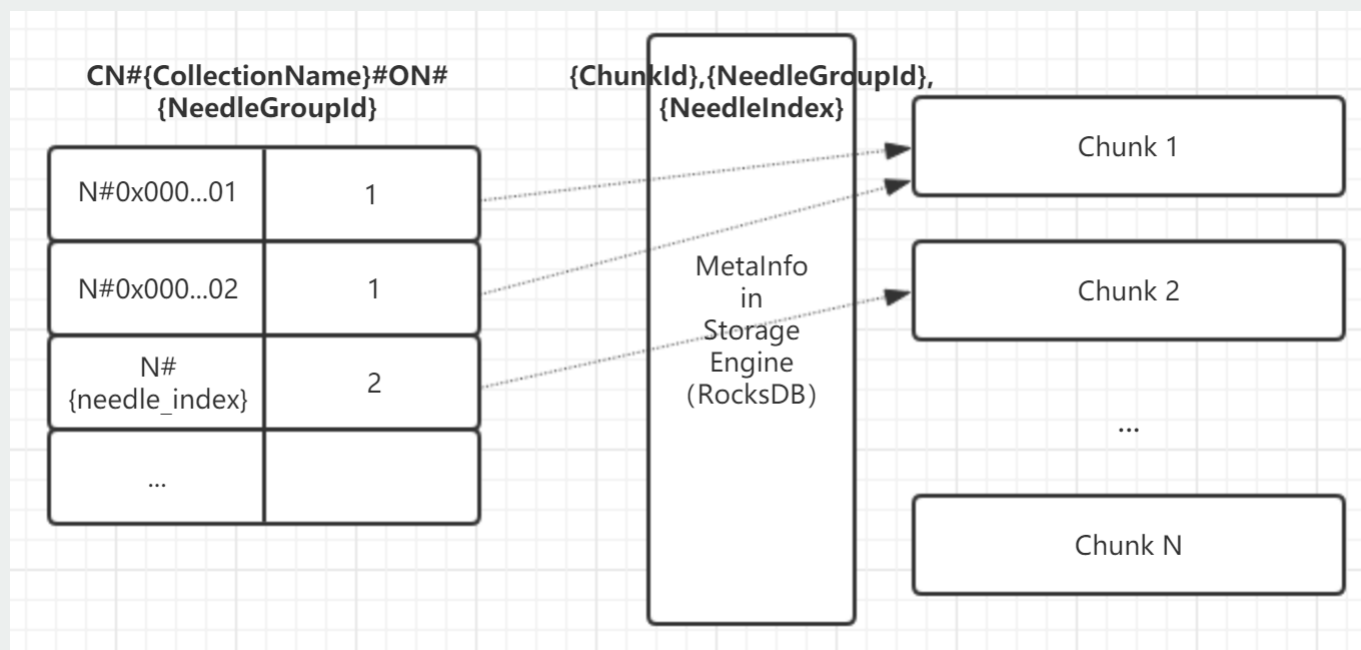 CN#{CollectionName}#ON#
{NeedleGroupId}
N#0x000...01
1
N#0x000...02
1
N#
{needle_index}
2
...
{ChunkId},{NeedleGroupId},
{NeedleIndex}
MetaInfo
in
Storage
Engine
(RocksDB)
Chunk 1
Chunk 2
...
Chunk N